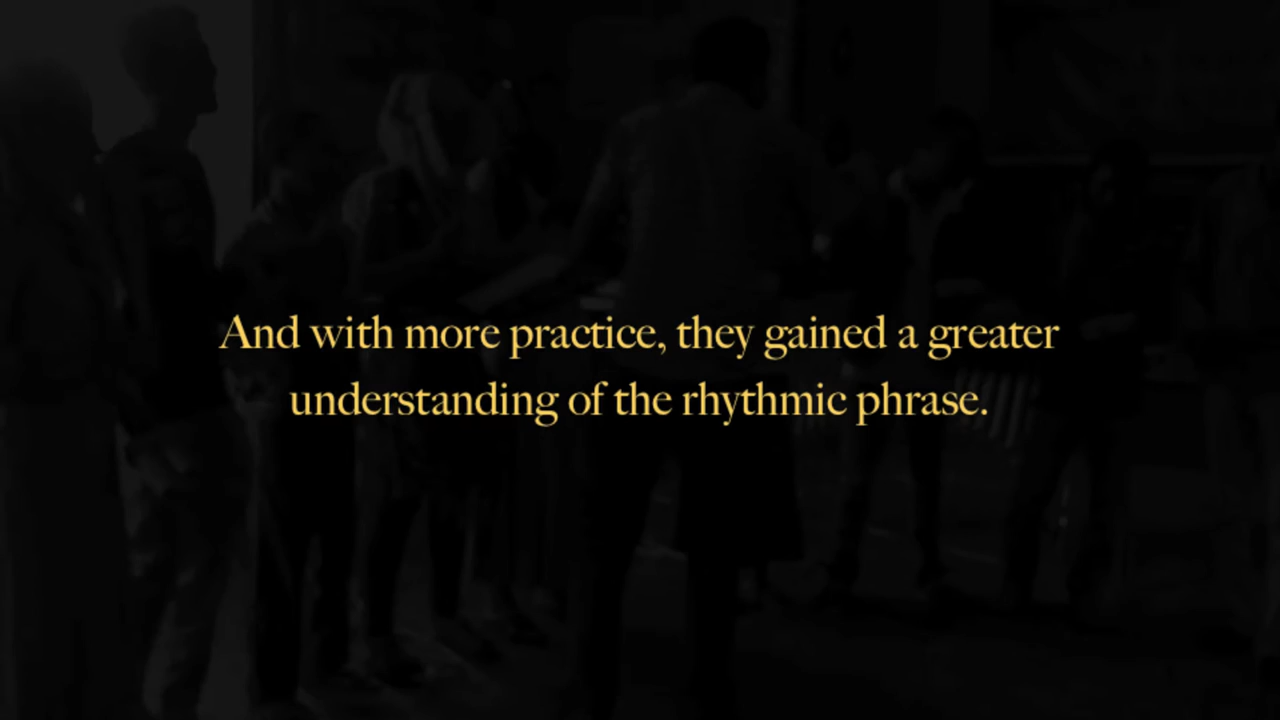 And with more practice, they gained a greater
understanding of the rhythmic phrase.